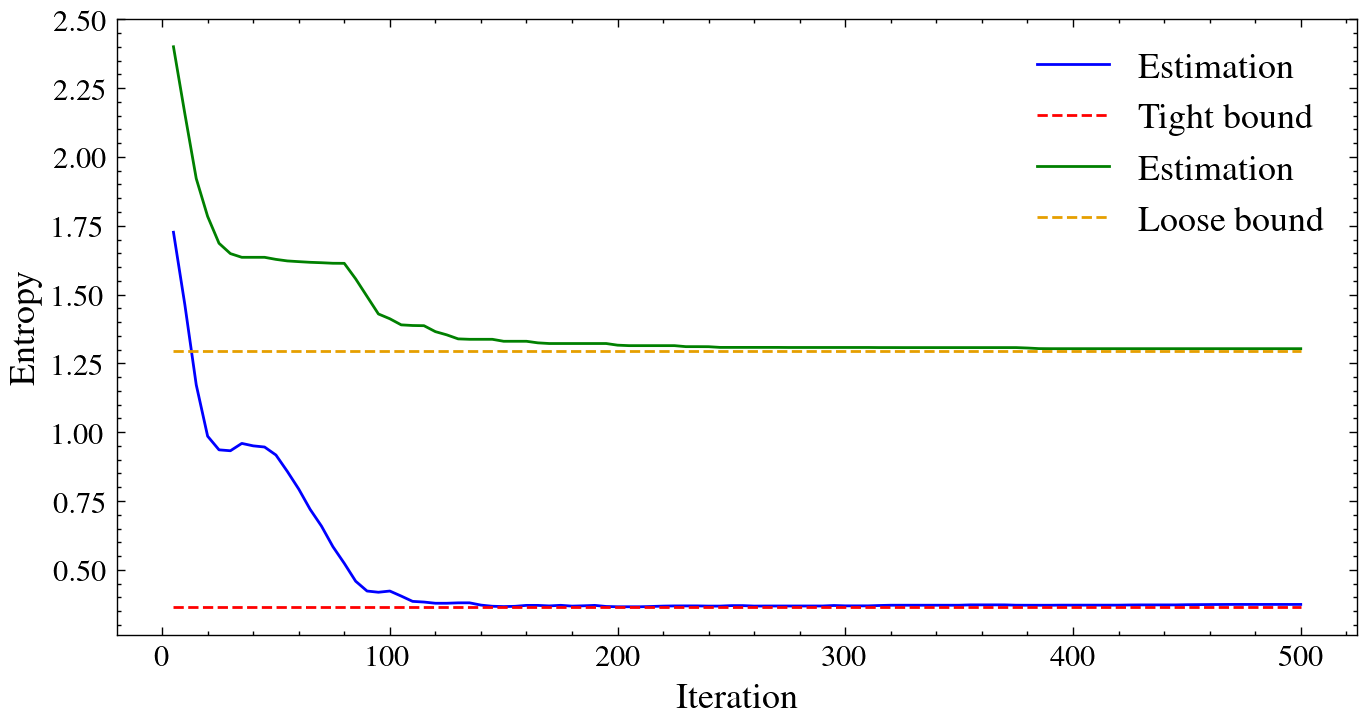 2.50
2.25
2.00
1.75
1.50
1.25
1.00
0.75
0.50
Entropy
Estimation
Tight bound
Estimation
Loose bound
0 100 200 300 400 500
Iteration